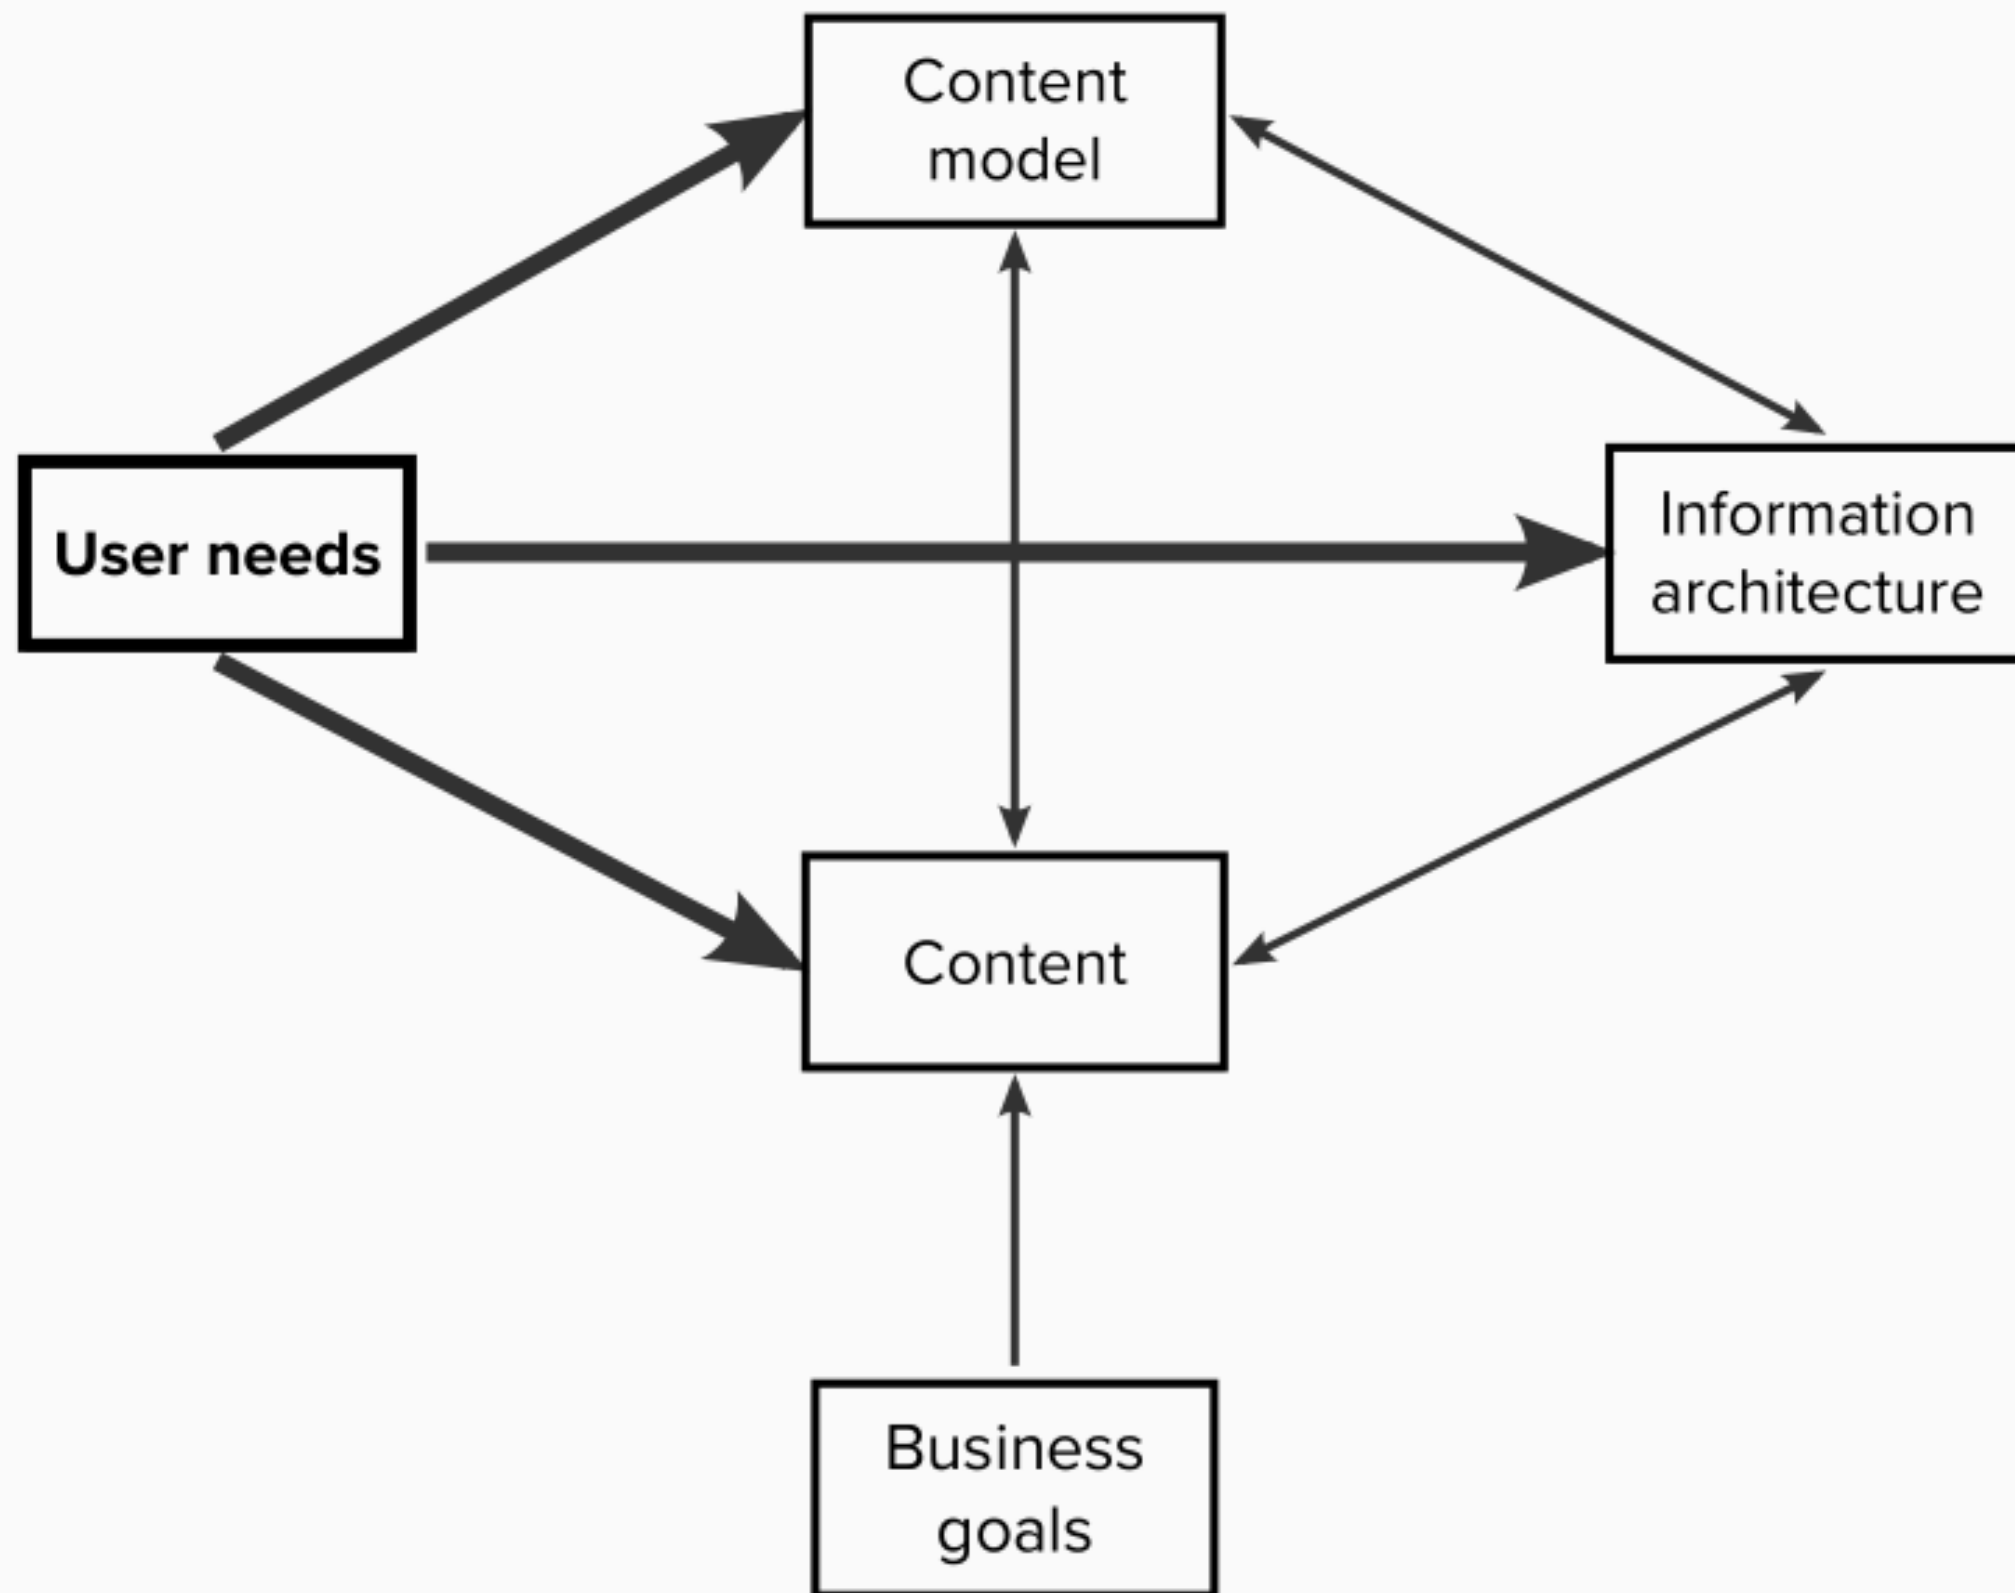 Content
model
User needs
Information
architecture
Content
Business
goals